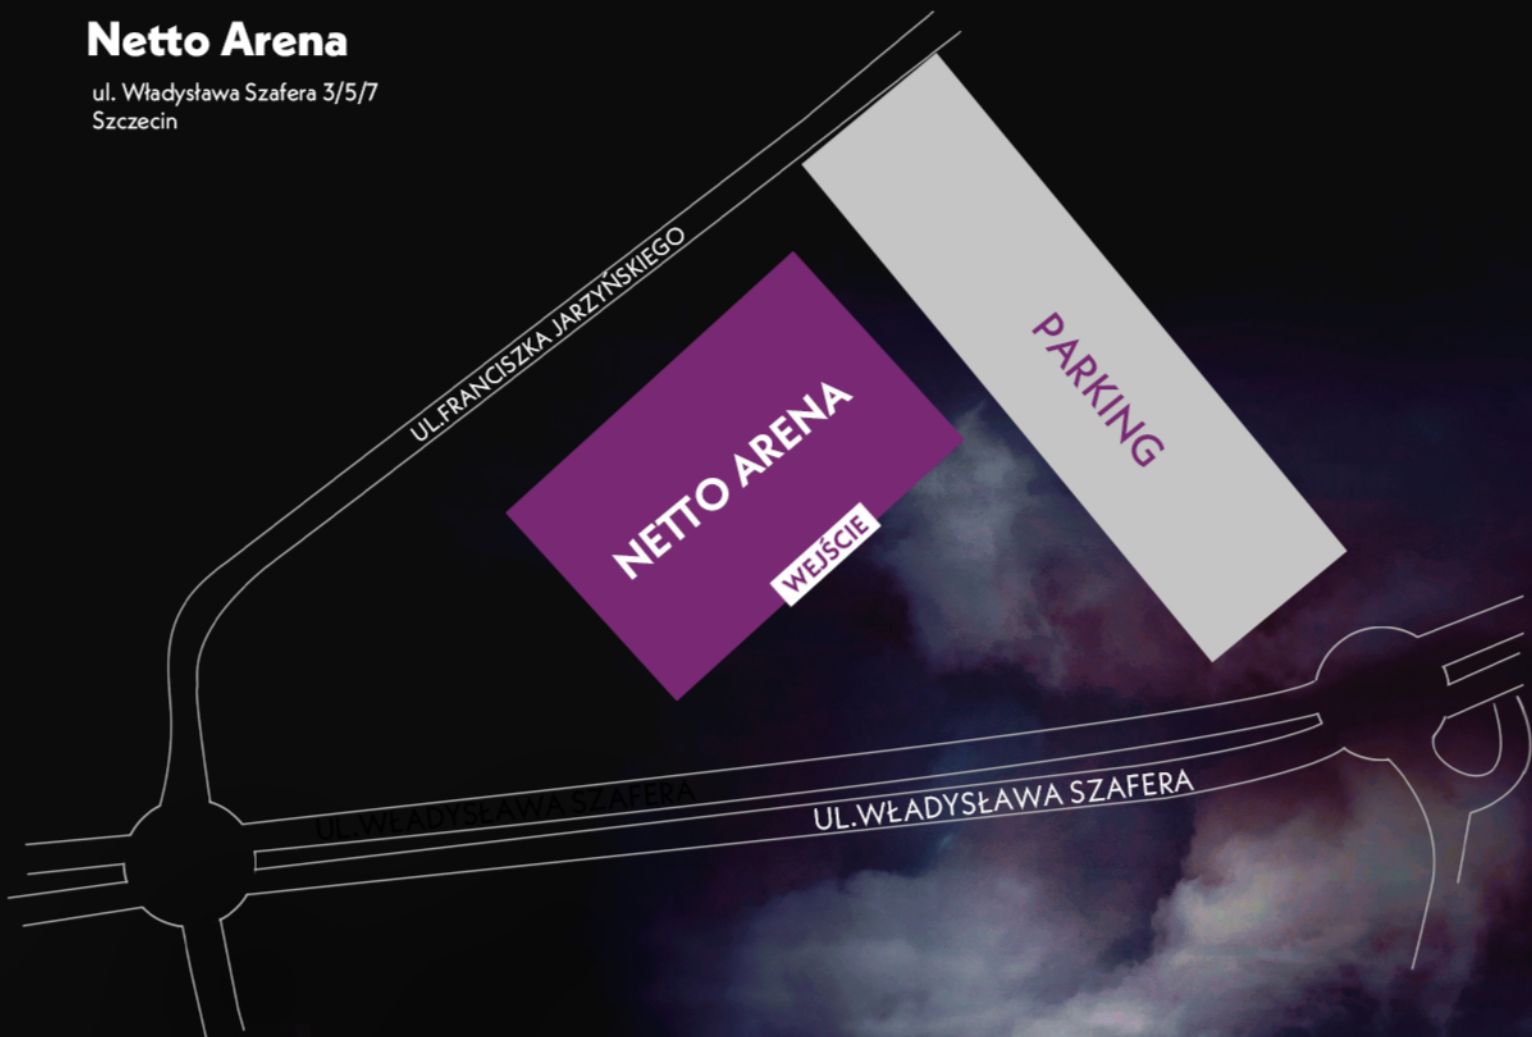 Netto Arena
ul. Władysława Szafera 3/5/7
Szczecin
UL.FRANCISZKA JARZYŃSKIEGO
PARKING
NETTO ARENA
WEJŚCIE
UL.WŁADYSŁAWA SZAFERA
UL.WŁADYSŁAWA SZAFERA